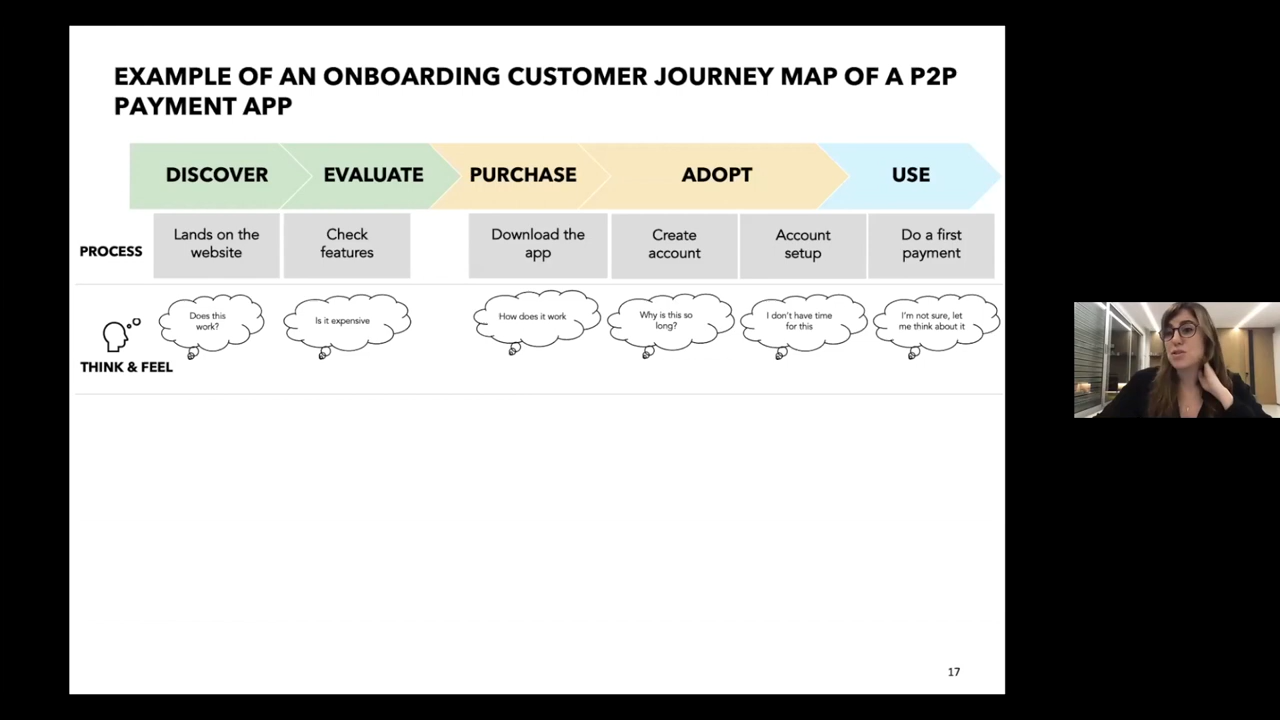 EXAMPLE OF AN ONBOARDING CUSTOMER JOURNEY MAP OF A P2P
PAYMENT APP
DISCOVER
EVALUATE
PURCHASE
ADOPT
USE
PROCESS
Lands on the
website
Check
features
Download the
app
Create
account
Account
setup
Do a first
payment
THINK & FEEL
Does this
work?
Is it expensive
How does it work
Why is this so
long?
I don't have time
for this
I'm not sure, let
me think about it
17